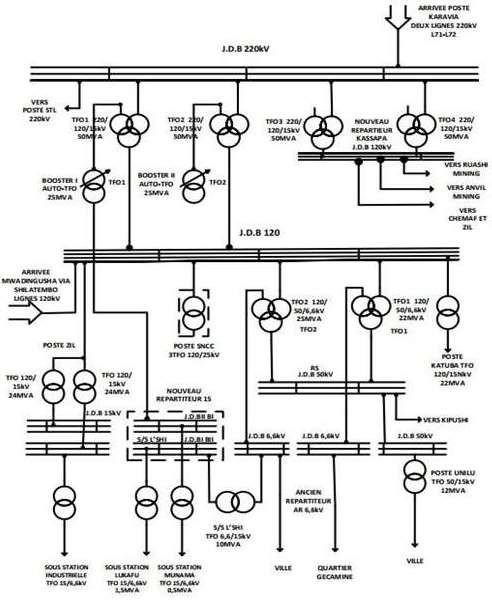 ARRIVEE POSTE
KARAVIA
DEUX LIGNES 220kV
L71•L72
J.D.B 220kV
VERS
POSTE STL
220kV
TFO1 220/
120/15kV
50MVA
TFO2 220/
120/15kV
50MVA
TFO3 220/
120/15kV
50MVA
NOUVEAU
REPARTIEUR
KASSAPA
J.D.B 120kV
TFO4 220/
120/15kV
50MVA
BOOSTER I
AUTO•TFO
25MVA
TFO1
BOOSTER II
AUTO•TFO
25MVA
TFO2
VERS RUASHI
MINING
VERS ANVIL
MINING
VERS
CHEMAF ET
ZIL
J.D.B 120
ARRIVEE
MWADINGUSHA VIA
SHILATEMBO
LIGNES 120kV
POSTE SNCC
3TFO 120/25kV
TFO2 120/
50/6,6kV
25MVA
TFO2
TFO1 120/
50/6,6kV
22MVA
TFO1
POSTE
KATUBA TFO
120/15/6kV
22MVA
POSTE ZIL
TFO 120/
15kV
24MVA
TFO 120/
15kV
24MVA
NOUVEAU
REPARTITEUR 15
RS
J.D.B 50kV
VERS KIPUSHI
J.D.B 15kV
J.D.BII BI
S/S L'SHI
J.D.BI BII
J.D.B 6,6kV
J.D.B 6,6kV
J.D.B 50kV
POSTE UNILU
TFO 50/15kV
12MVA
ANCIEN
REPARTITEUR
AR 6,6kV
S/S L'SHI
TFO 6,6/15kV
10MVA
SOUS STATION
INDUSTRIELLE
TFO 15/6,6kV
SOUS STATION
LUKAFU
TFO 15/6,6kV
1,5MVA
SOUS STATION
MUNAMA
TFO 15/6,6kV
0,5MVA
VILLE
QUARTIER
GECAMINE
VILLE